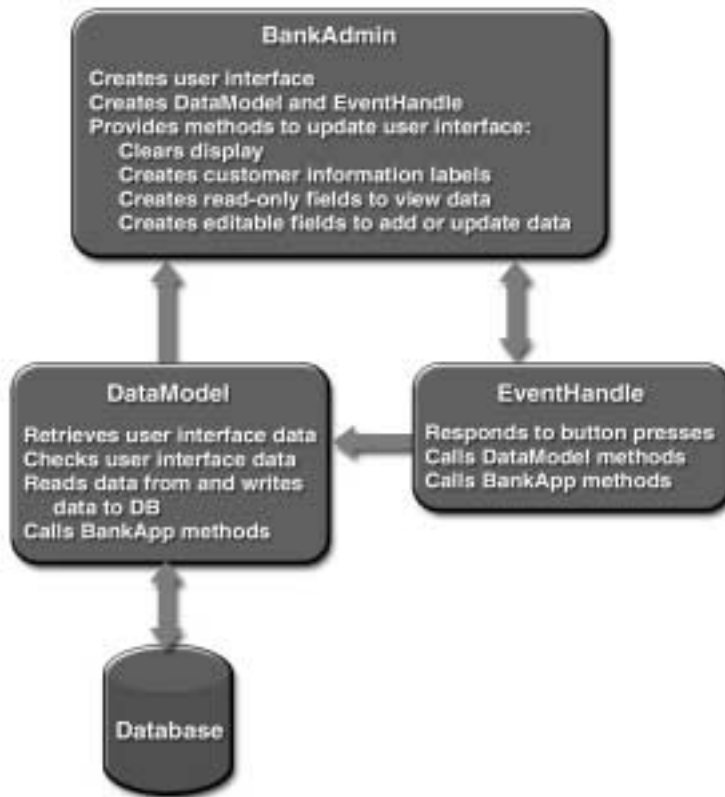 BankAdmin
Creates user interface
Creates DataModel and EventHandle
Provides methods to update user interface:
Clears display
Creates customer information labels
Creates read-only fields to view data
Creates editable fields to add or update data
DataModel
Retrieves user interface data
Checks user interface data
Reads data from and writes
data to DB
Calls BankApp methods
EventHandle
Responds to button presses
Calls DataModel methods
Calls BankApp methods
Database